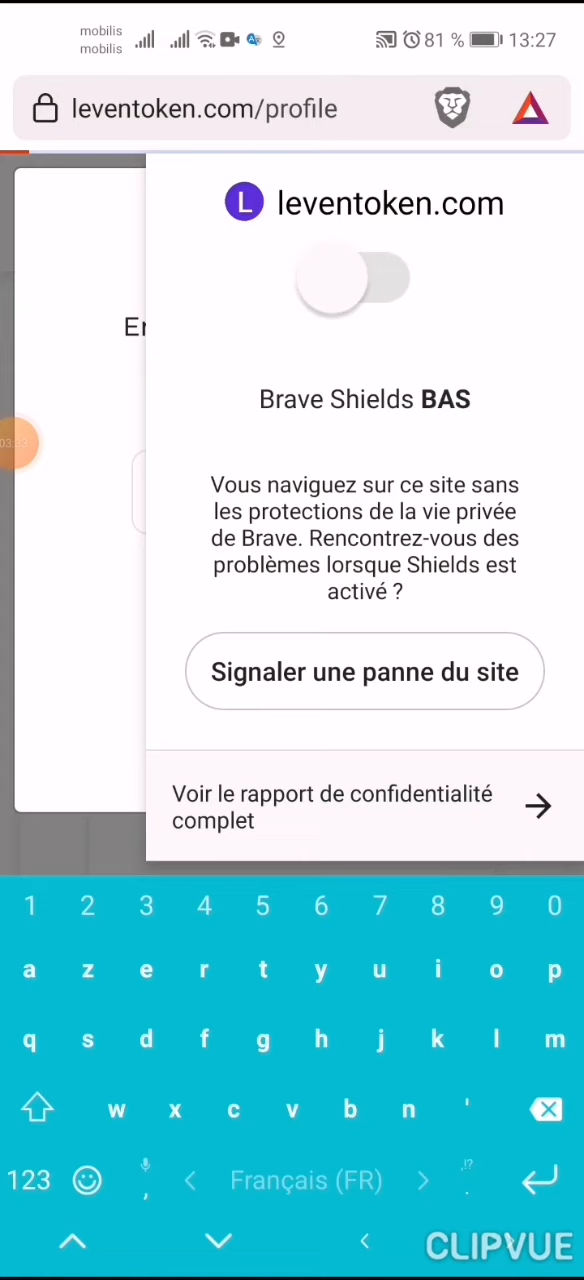 mobilis
mobilis
81 %
13:27
leventoken.com/profile
L leventoken.com
Er
03:33
Brave Shields BAS
Vous naviguez sur ce site sans
les protections de la vie privée
de Brave. Rencontrez-vous des
problèmes lorsque Shields est
activé ?
Signaler une panne du site
Voir le rapport de confidentialité
complet
1 2 3 4 5 6 7 8 9 0
a z e r t y u i o p
q s d f g h j k l m
w x c v b n '
123 , < Français (FR) > ,!? .
CLIPVUE